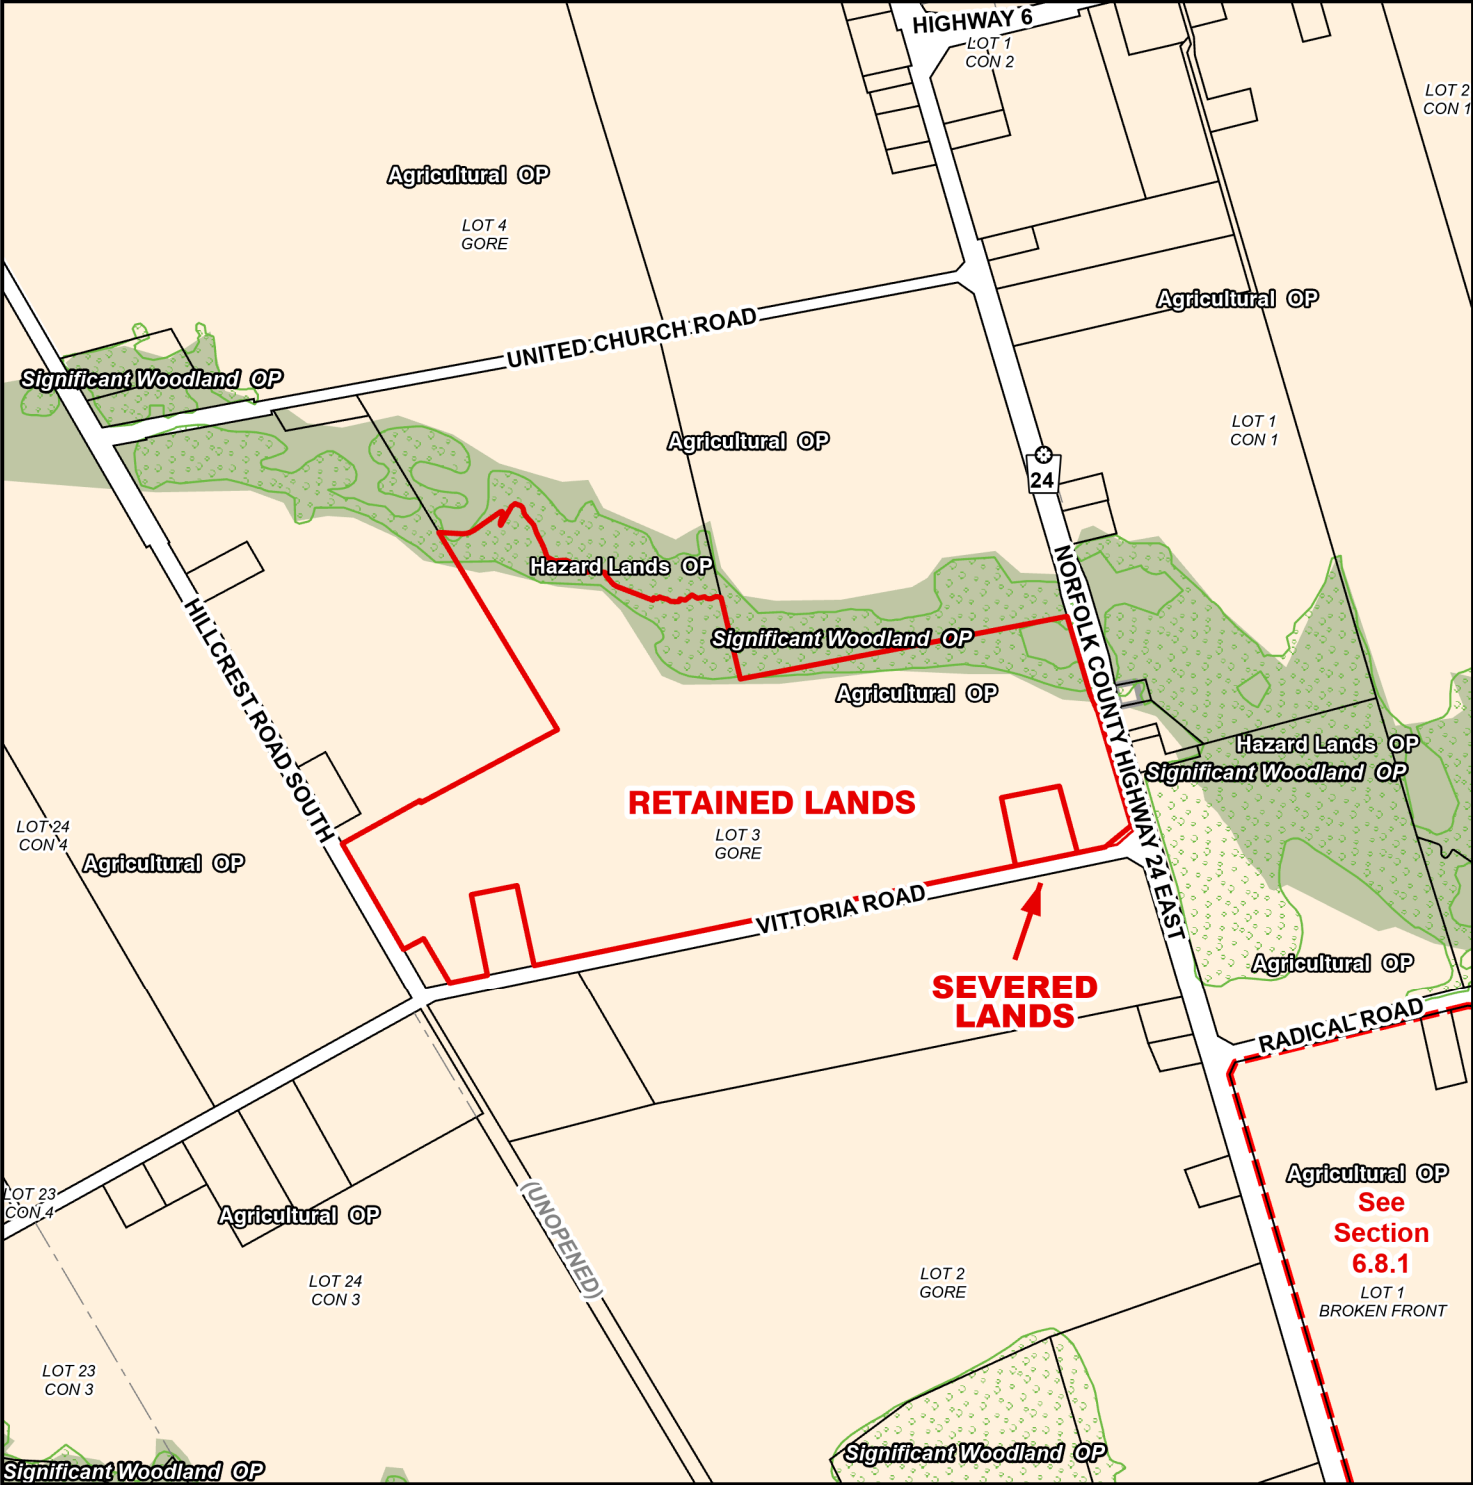 HIGHWAY 6
LOT 1
CON 2
LOT 2
CON 1
Agricultural OP
LOT 4
GORE
Agricultural OP
UNITED CHURCH ROAD
Significant Woodland OP
Agricultural OP
LOT 1
CON 1
24
Hazard Lands OP
NORFOLK COUNTY HIGHWAY 24 EAST
Significant Woodland OP
Agricultural OP
HILLCREST ROAD SOUTH
Hazard Lands OP
Significant Woodland OP
RETAINED LANDS
LOT 3
GORE
LOT 24
CON 4
Agricultural OP
VITTORIA ROAD
SEVERED
LANDS
Agricultural OP
RADICAL ROAD
Agricultural OP
See
Section
6.8.1
LOT 1
BROKEN FRONT
LOT 23
CON 4
Agricultural OP
(UNOPENED)
LOT 24
CON 3
LOT 2
GORE
LOT 23
CON 3
Significant Woodland OP
Significant Woodland OP